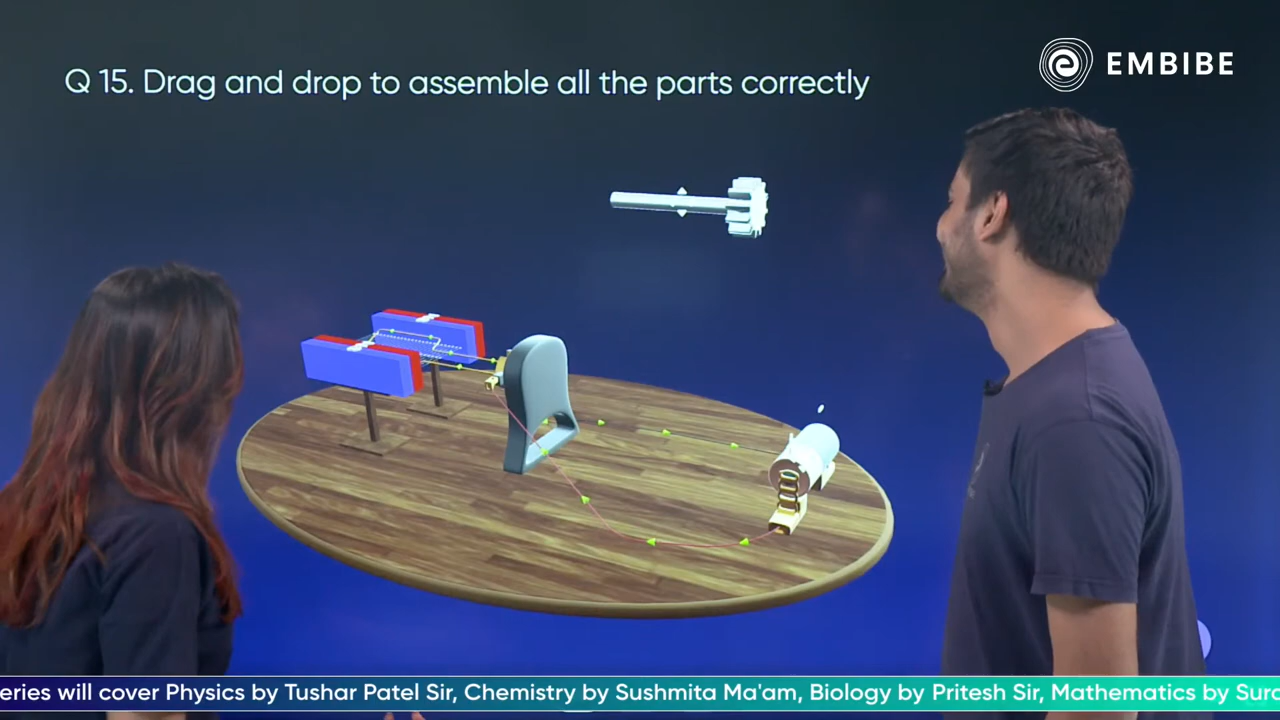 Q 15. Drag and drop to assemble all the parts correctly
EMBIBE
eries will cover Physics by Tushar Patel Sir, Chemistry by Sushmita Ma'am, Biology by Pritesh Sir, Mathematics by